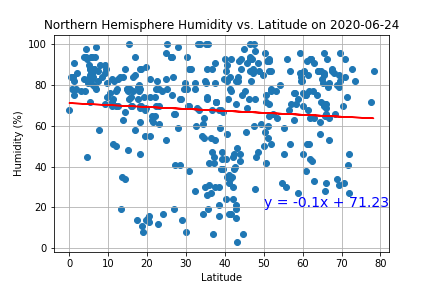 Northern Hemisphere Humidity vs. Latitude on 2020-06-24
100
80
60
40
20
0
Humidity (%)
y = -0.1x + 71.23
0 10 20 30 40 50 60 70 80
Latitude